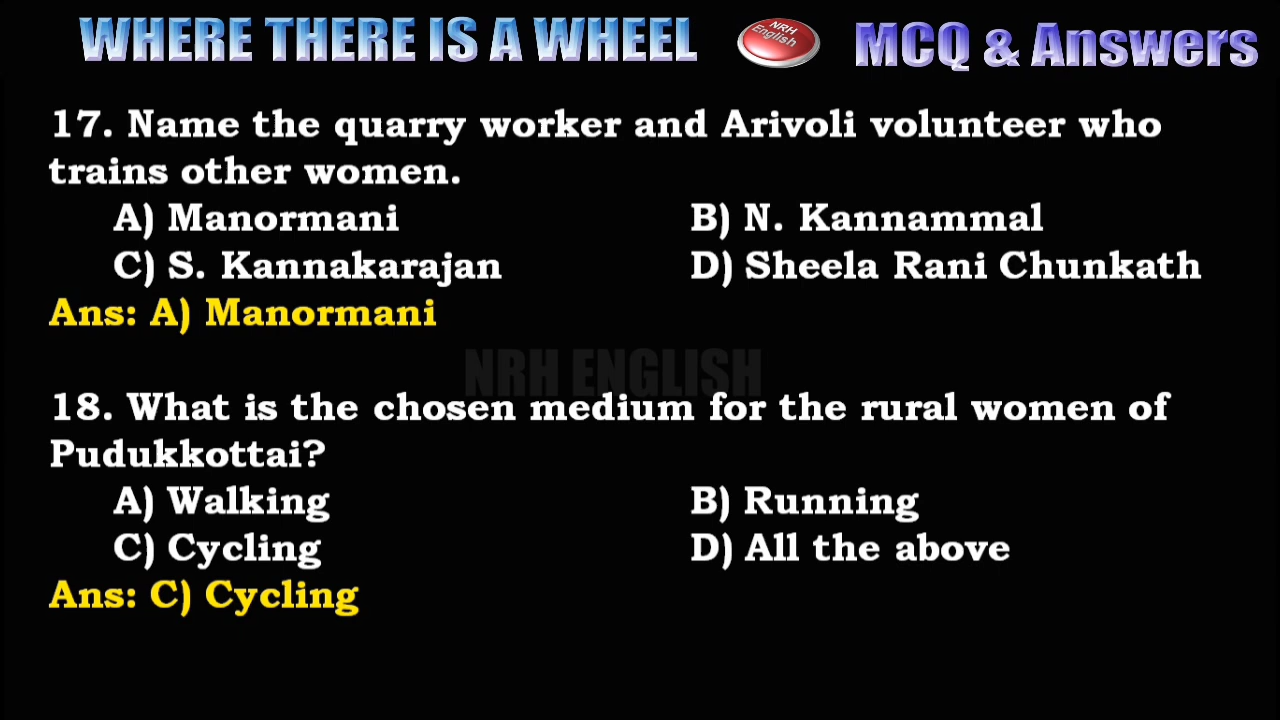 WHERE THERE IS A WHEEL NRH English MCQ & Answers
17. Name the quarry worker and Arivoli volunteer who
trains other women.
A) Manormani B) N. Kannammal
C) S. Kannakarajan D) Sheela Rani Chunkath
Ans: A) Manormani
NRH ENGLISH
18. What is the chosen medium for the rural women of
Pudukkottai?
A) Walking B) Running
C) Cycling D) All the above
Ans: C) Cycling